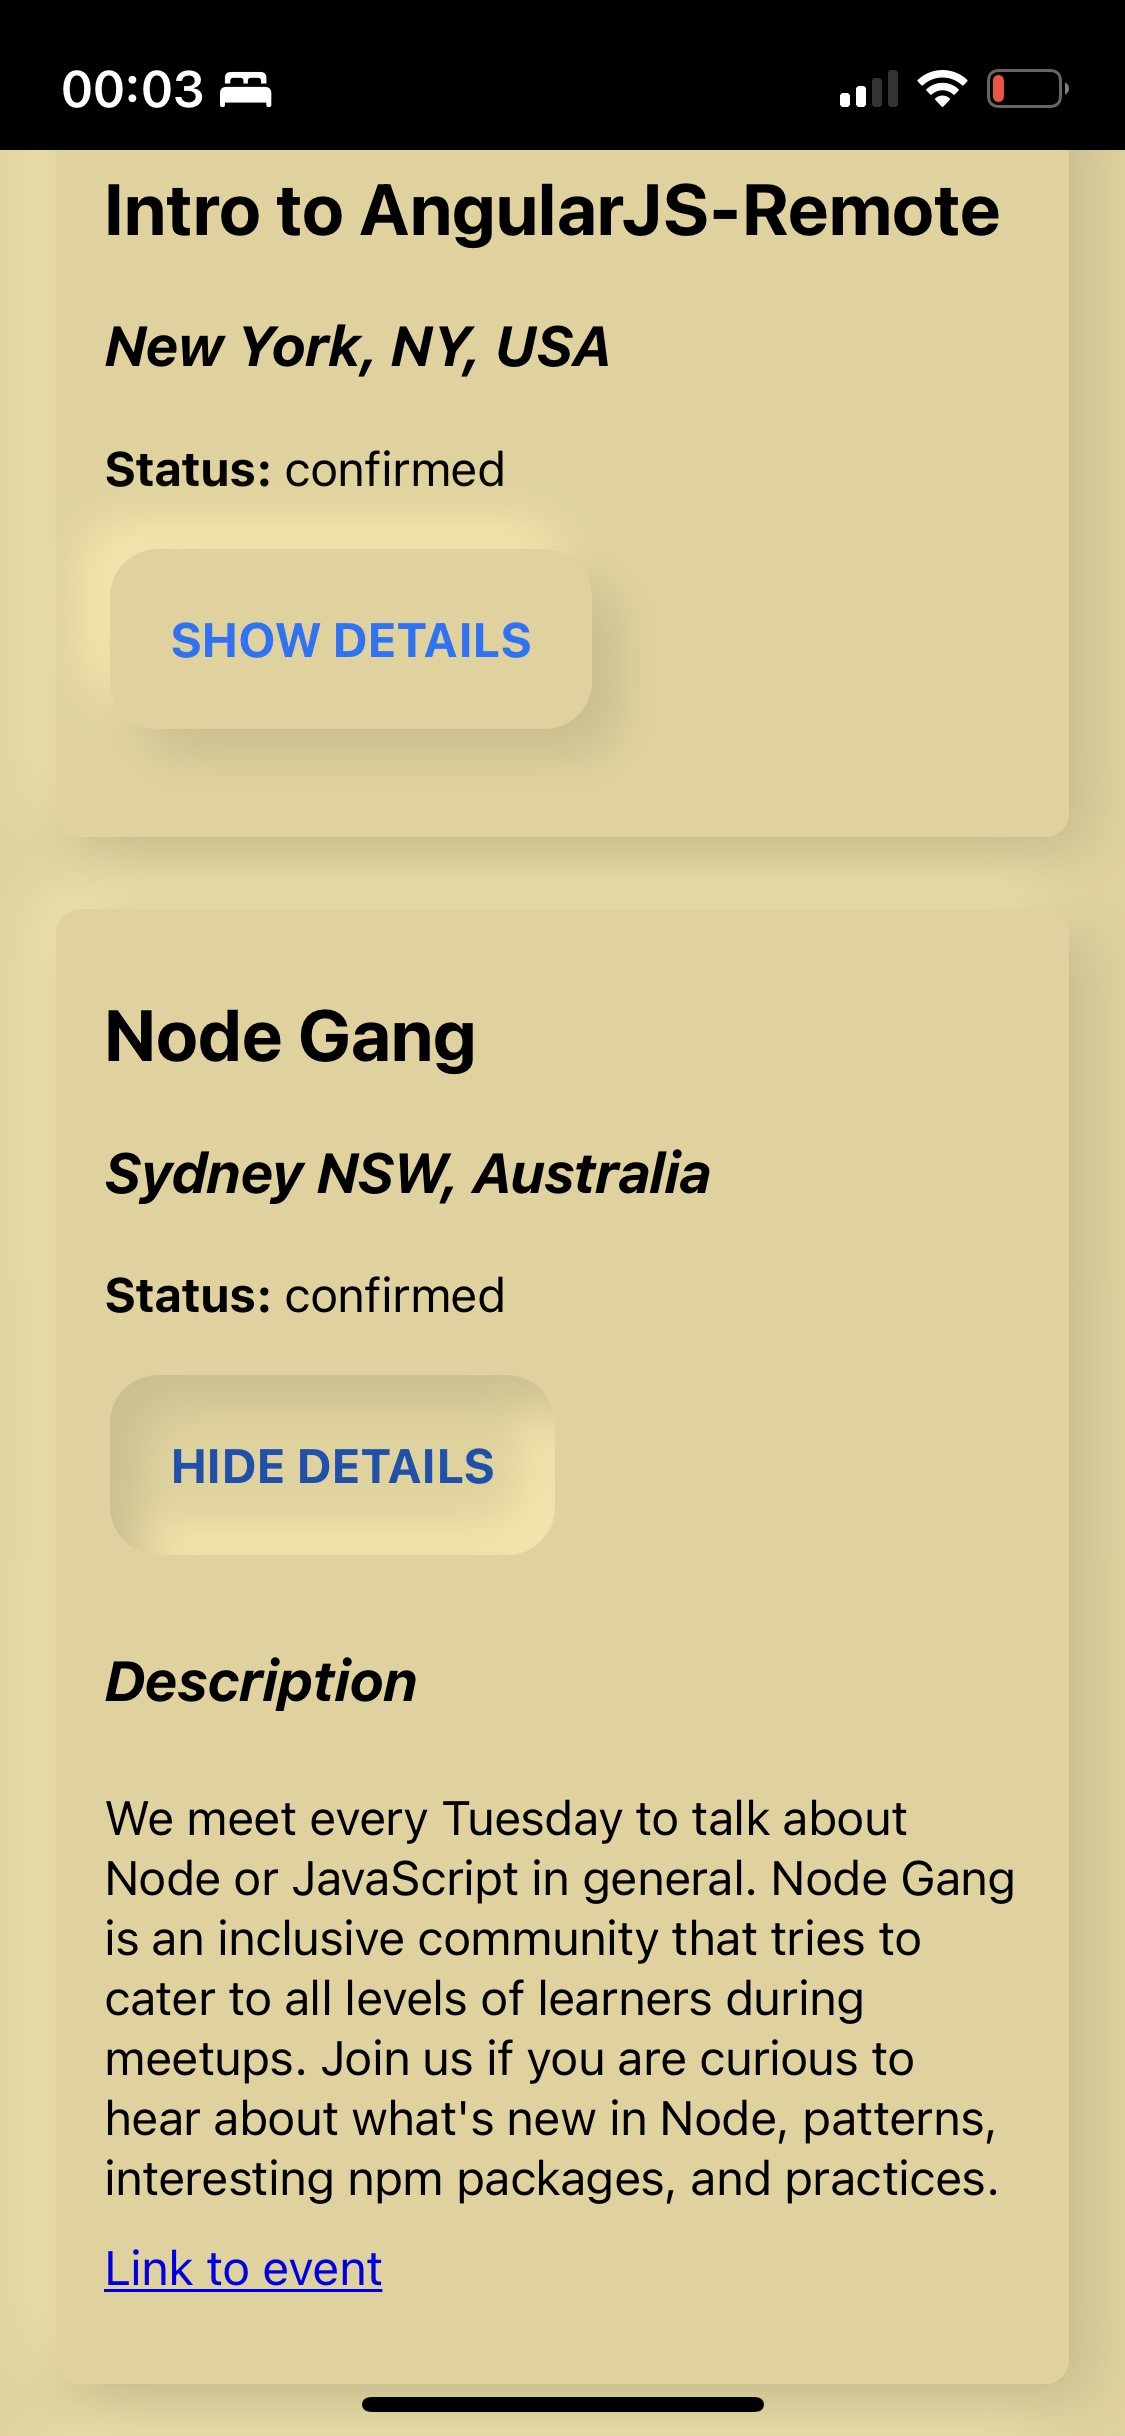 00:03
Intro to AngularJS-Remote
New York, NY, USA
Status: confirmed
SHOW DETAILS
Node Gang
Sydney NSW, Australia
Status: confirmed
HIDE DETAILS
Description
We meet every Tuesday to talk about
Node or JavaScript in general. Node Gang
is an inclusive community that tries to
cater to all levels of learners during
meetups. Join us if you are curious to
hear about what's new in Node, patterns,
interesting npm packages, and practices.
Link to event